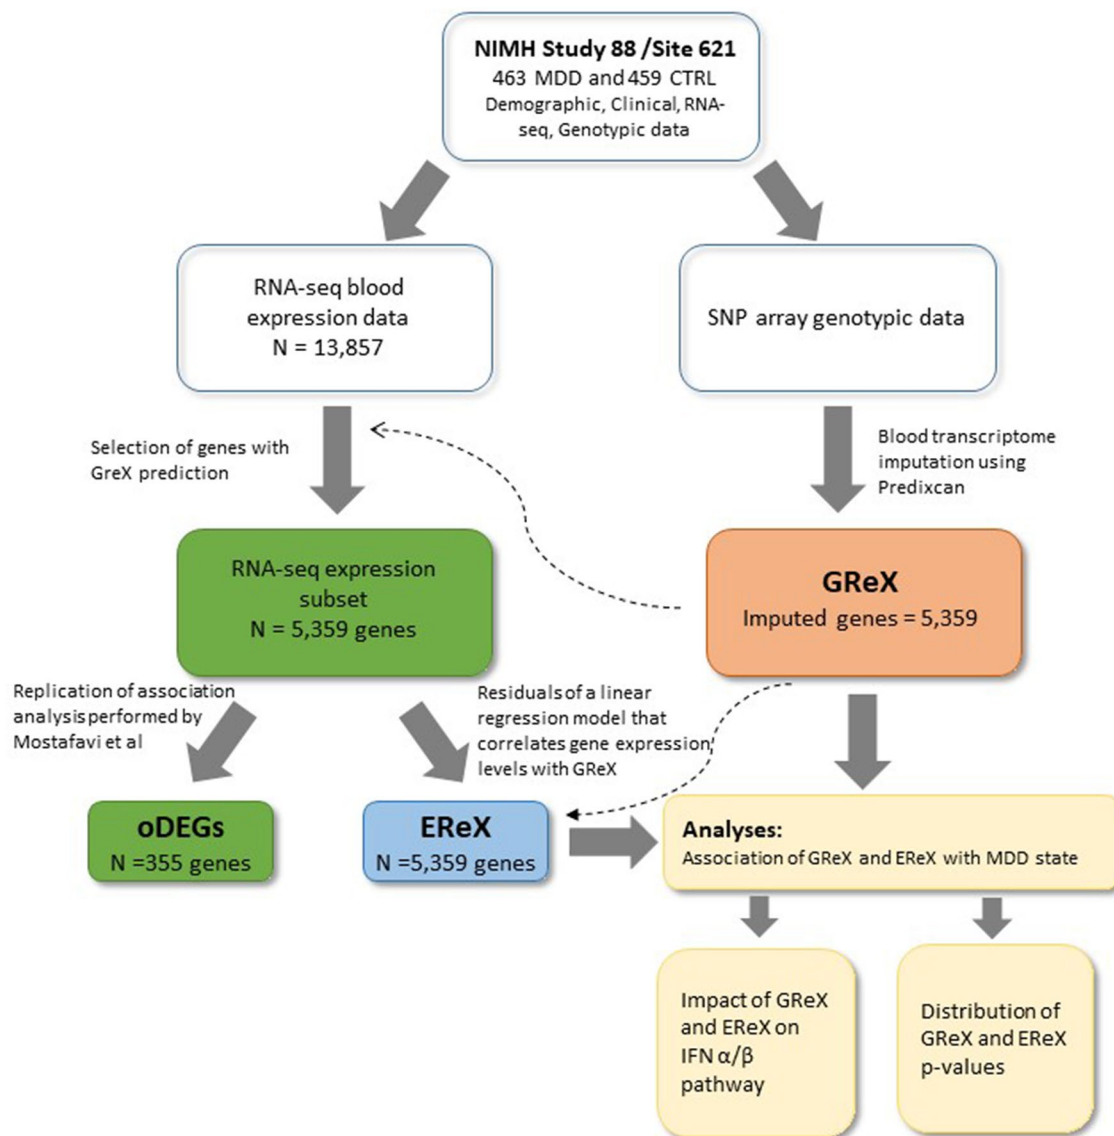 NIMH Study 88 /Site 621
463 MDD and 459 CTRL
Demographic, Clinical, RNA-
seq, Genotypic data
RNA-seq blood
expression data
N = 13,857
SNP array genotypic data
Selection of genes with
GreX prediction
Blood transcriptome
imputation using
Predixcan
RNA-seq expression
subset
N = 5,359 genes
GReX
Imputed genes = 5,359
Replication of association
analysis performed by
Mostafavi et al
Residuals of a linear
regression model that
correlates gene expression
levels with GReX
oDEGs
N =355 genes
EReX
N =5,359 genes
Analyses:
Association of GReX and EReX with MDD state
Impact of GReX
and EReX on
IFN α/β
pathway
Distribution of
GReX and EReX
p-values